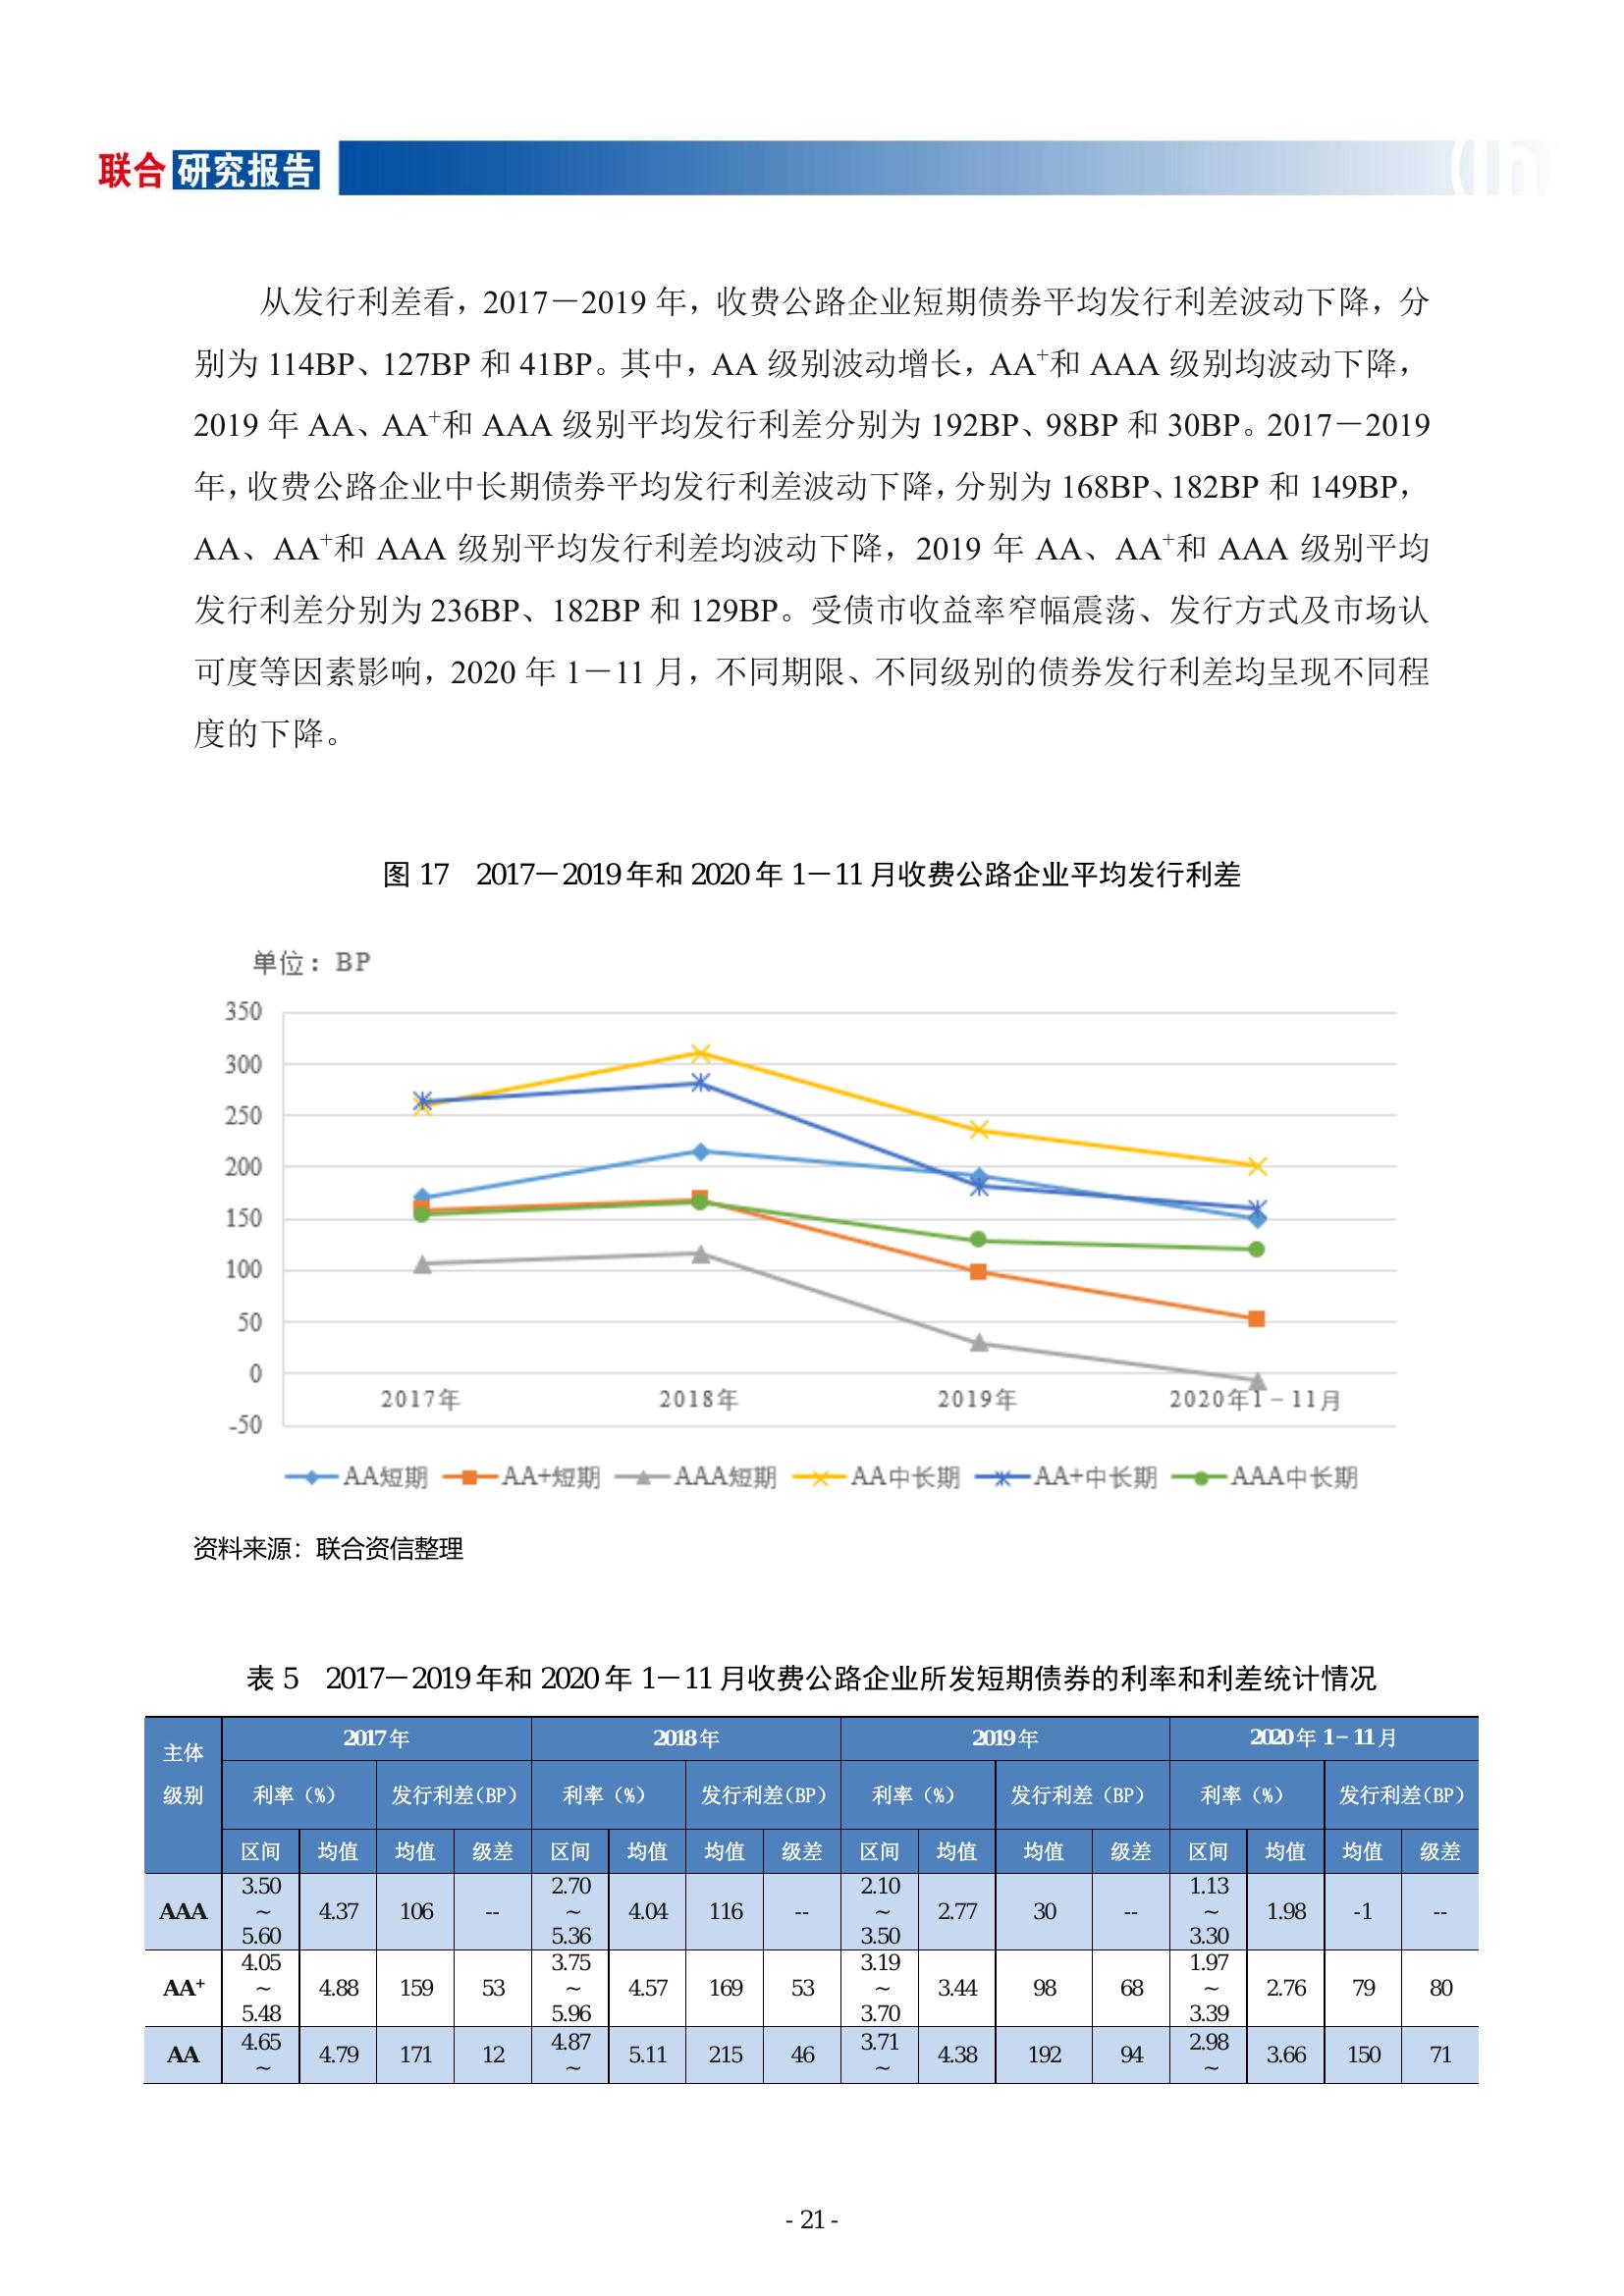 联合研究报告
从发行利差看，2017－2019 年，收费公路企业短期债券平均发行利差波动下降，分
别为 114BP、127BP 和 41BP。其中，AA 级别波动增长，AA+和 AAA 级别均波动下降，
2019 年 AA、AA+和 AAA 级别平均发行利差分别为 192BP、98BP 和 30BP。2017－2019
年，收费公路企业中长期债券平均发行利差波动下降，分别为 168BP、182BP 和 149BP，
AA、AA+和 AAA 级别平均发行利差均波动下降，2019 年 AA、AA+和 AAA 级别平均
发行利差分别为 236BP、182BP 和 129BP。受债市收益率窄幅震荡、发行方式及市场认
可度等因素影响，2020 年 1－11 月，不同期限、不同级别的债券发行利差均呈现不同程
度的下降。
图 17 2017－2019年和 2020年 1－11月收费公路企业平均发行利差
单位：BP
350
300
250
200
150
100
50
0
-50
2017年 2018年 2019年 2020年1－11月
AA短期 AA+短期 AAA短期 AA中长期 AA+中长期 AAA中长期
资料来源：联合资信整理
表 5 2017－2019年和 2020年 1－11月收费公路企业所发短期债券的利率和利差统计情况
主体级别 2017年 2018年 2019年 2020年 1－11月
利率（%） 发行利差（BP） 利率（%） 发行利差（BP） 利率（%） 发行利差（BP） 利率（%） 发行利差（BP）
区间 均值 均值 级差 区间 均值 均值 级差 区间 均值 均值 级差 区间 均值 均值 级差
AAA 3.50～5.60 4.37 106 -- 2.70～5.36 4.04 116 -- 2.10～3.50 2.77 30 -- 1.13～3.30 1.98 -1 --
AA+ 4.05～5.48 4.88 159 53 3.75～5.96 4.57 169 53 3.19～3.70 3.44 98 68 1.97～3.39 2.76 79 80
AA 4.65～ 4.79 171 12 4.87～ 5.11 215 46 3.71～ 4.38 192 94 2.98～ 3.66 150 71
- 21 -